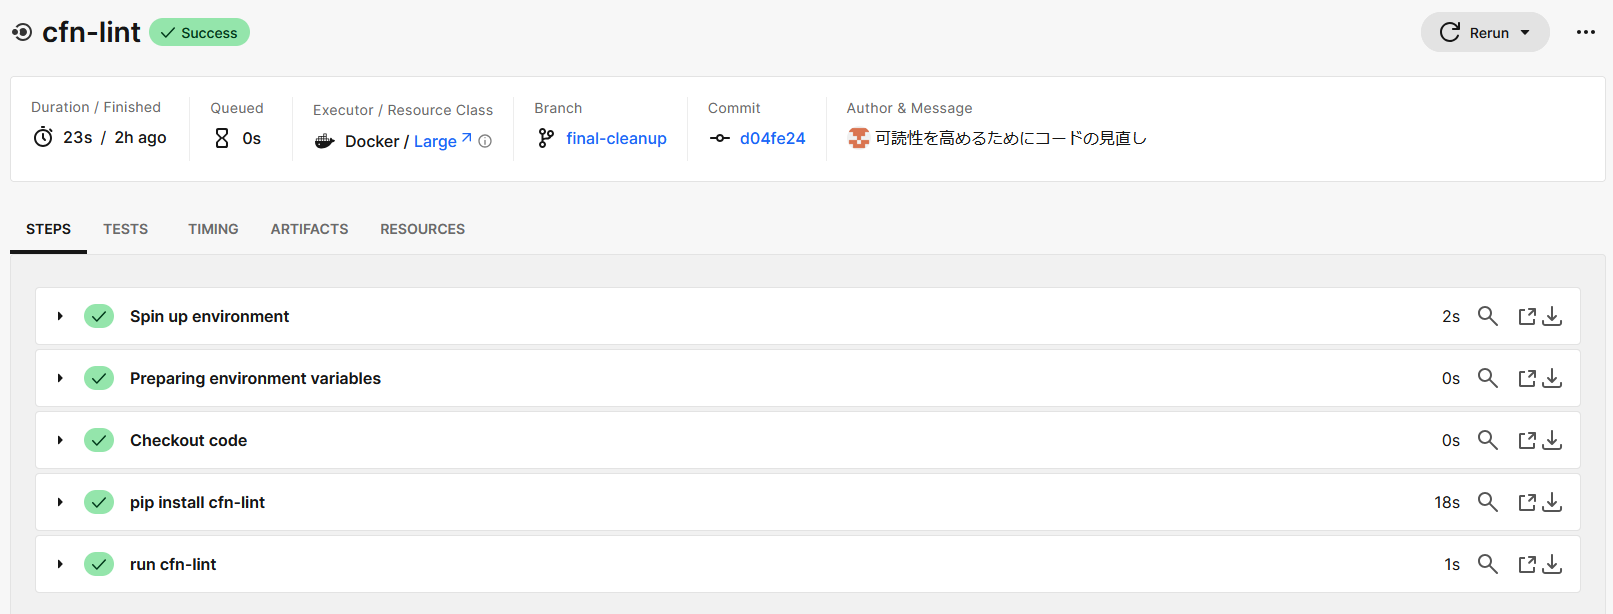 cfn-lint Success Rerun
Duration / Finished Queued Executor / Resource Class Branch Commit Author & Message
23s / 2h ago 0s Docker / Large final-cleanup d04fe24 可読性を高めるためにコードの見直し
STEPS TESTS TIMING ARTIFACTS RESOURCES
Spin up environment 2s
Preparing environment variables 0s
Checkout code 0s
pip install cfn-lint 18s
run cfn-lint 1s